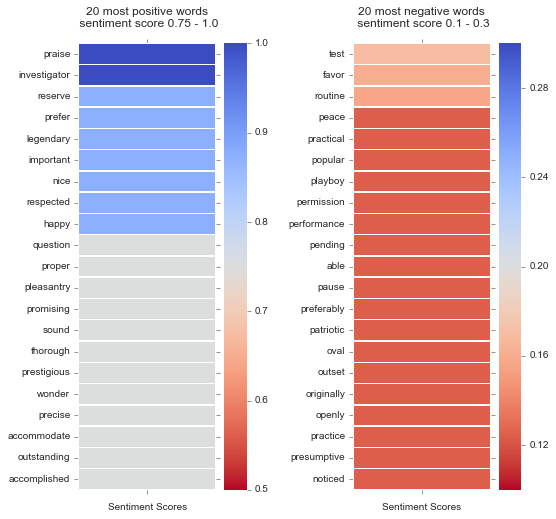 20 most positive words
sentiment score 0.75 - 1.0
praise
investigator
reserve
prefer
legendary
important
nice
respected
happy
question
proper
pleasantry
promising
sound
thorough
prestigious
wonder
precise
accommodate
outstanding
accomplished
Sentiment Scores
1.0
0.9
0.8
0.7
0.6
0.5
20 most negative words
sentiment score 0.1 - 0.3
test
favor
routine
peace
practical
popular
playboy
permission
performance
pending
able
pause
preferably
patriotic
oval
outset
originally
openly
practice
presumptive
noticed
Sentiment Scores
0.28
0.24
0.20
0.16
0.12